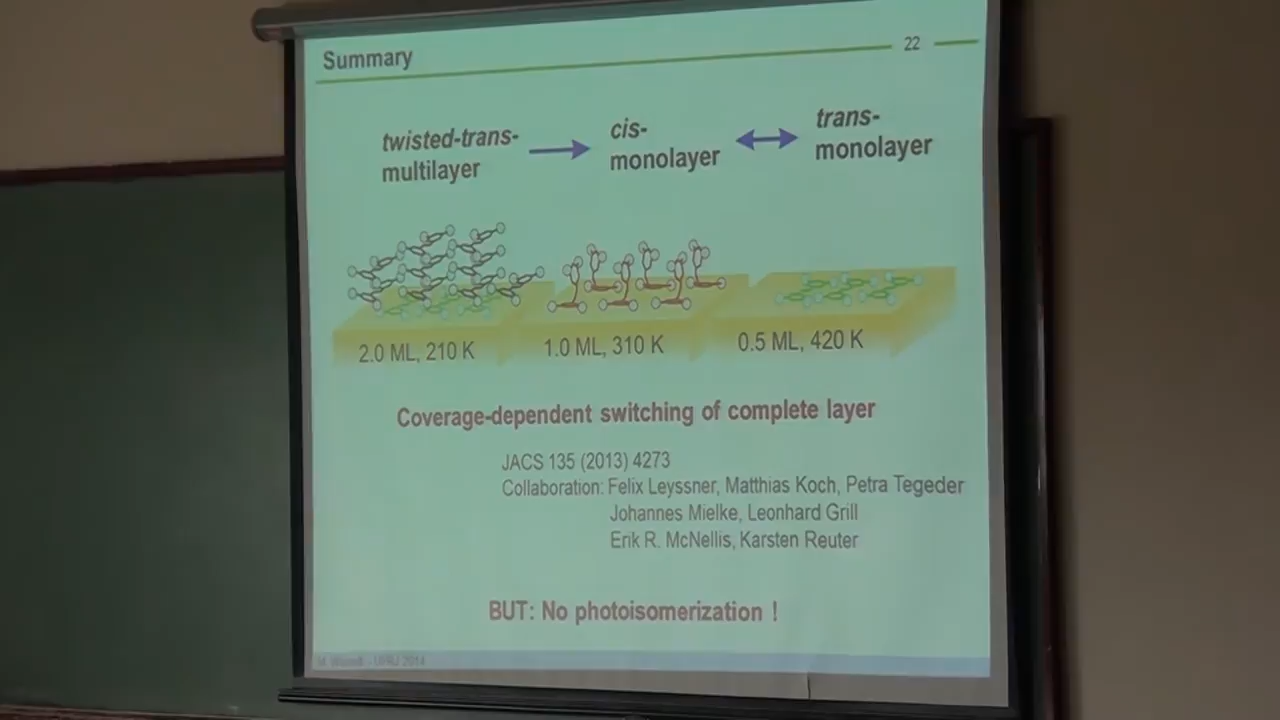 Summary
22
twisted-trans-
multilayer
cis-
monolayer
trans-
monolayer
2.0 ML, 210 K
1.0 ML, 310 K
0.5 ML, 420 K
Coverage-dependent switching of complete layer
JACS 135 (2013) 4273
Collaboration: Felix Leyssner, Matthias Koch, Petra Tegeder
Johannes Mielke, Leonhard Grill
Erik R. McNellis, Karsten Reuter
BUT: No photoisomerization !
2014